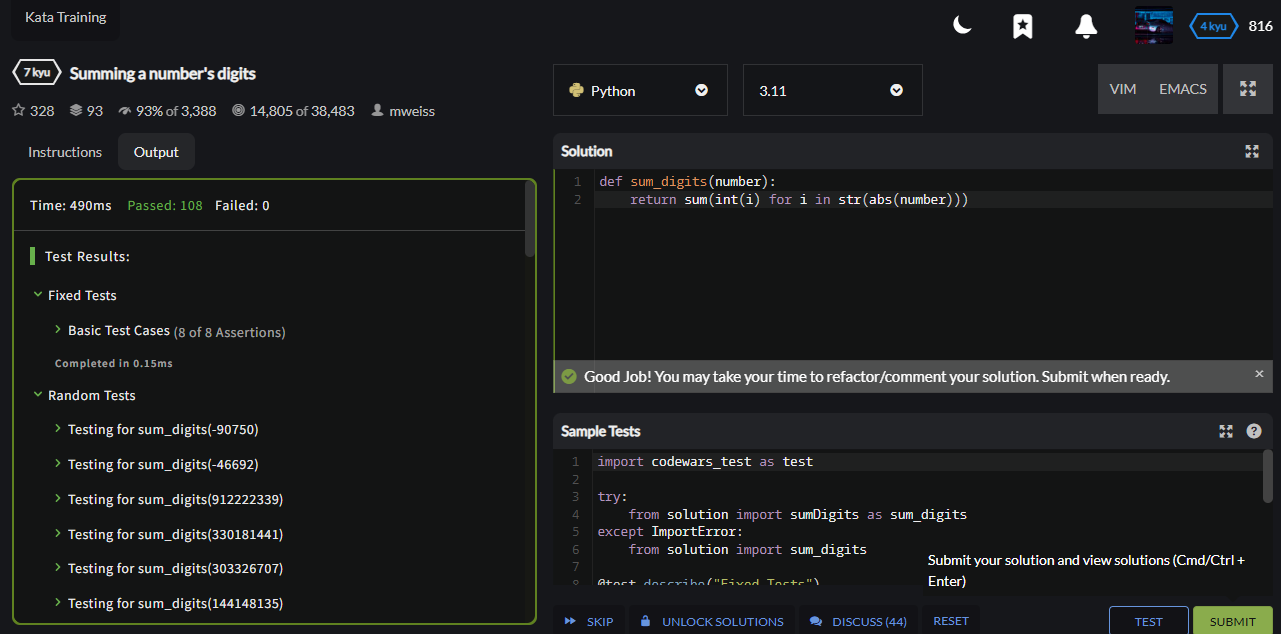 Kata Training
4 kyu 816
7 kyu Summing a number's digits
328 93 93% of 3,388 14,805 of 38,483 mweiss
Instructions Output
Time: 490ms Passed: 108 Failed: 0
Test Results:
Fixed Tests
Basic Test Cases (8 of 8 Assertions)
Completed in 0.15ms
Random Tests
Testing for sum_digits(-90750)
Testing for sum_digits(-46692)
Testing for sum_digits(912222339)
Testing for sum_digits(330181441)
Testing for sum_digits(303326707)
Testing for sum_digits(144148135)
Python 3.11 VIM EMACS
Solution
1 def sum_digits(number):
2 return sum(int(i) for i in str(abs(number)))
Good Job! You may take your time to refactor/comment your solution. Submit when ready. ×
Sample Tests ?
1 import codewars_test as test
2
3 try:
4 from solution import sumDigits as sum_digits
5 except ImportError:
6 from solution import sum_digits
7
8 @test.describe("Fixed Tests")
Submit your solution and view solutions (Cmd/Ctrl +
Enter)
SKIP UNLOCK SOLUTIONS DISCUSS (44) RESET TEST SUBMIT